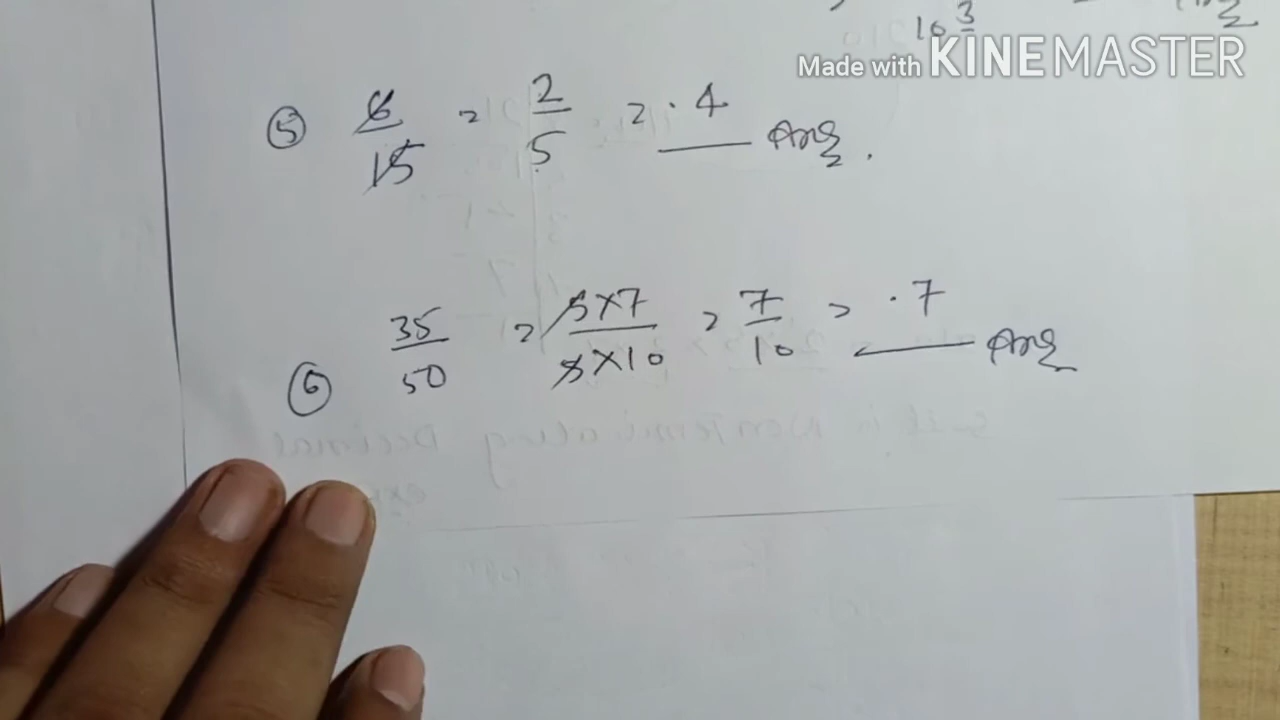 10³
Made with KINEMASTER
⑤ 6/15 = 2/5 = .4 Ans.
⑥ 35/50 = 5×7/5×10 = 7/10 = .7 Ans